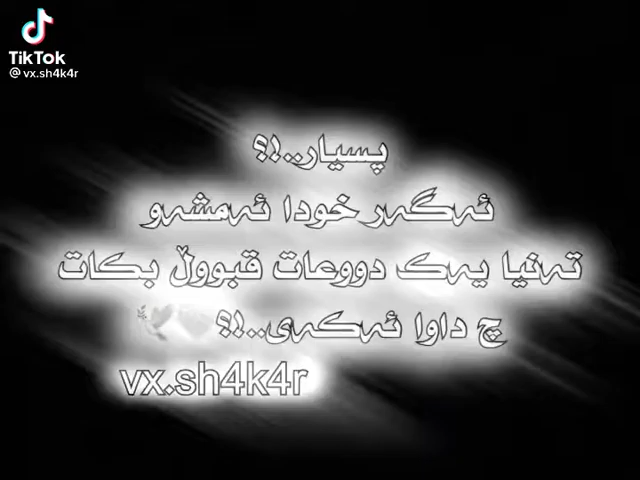 TikTok
@vx.sh4k4r
پسیار..!؟
ئەگەر خودا ئەمشەو
تەنیا یەک دووعات قبووڵ بکات
چ داوا ئەکەی..!؟
vx.sh4k4r